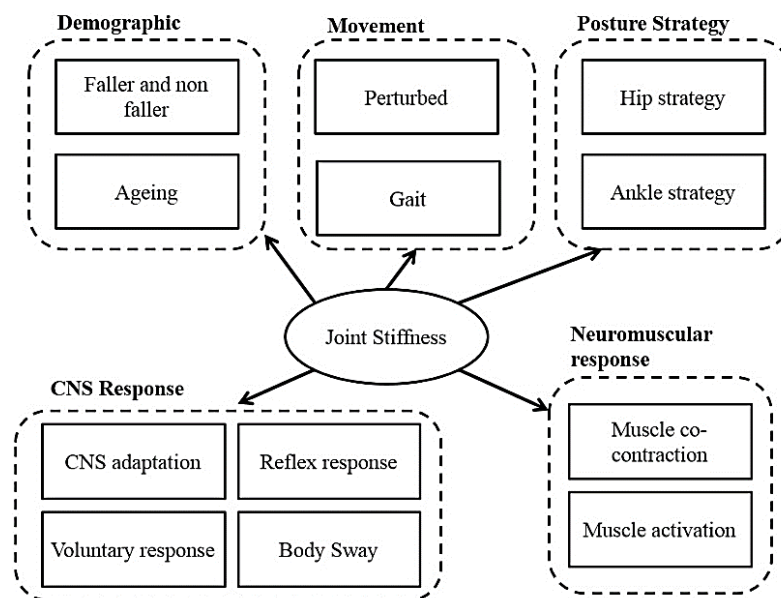 Demographic
Faller and non
faller
Ageing
Movement
Perturbed
Gait
Posture Strategy
Hip strategy
Ankle strategy
Joint Stiffness
CNS Response
CNS adaptation
Reflex response
Voluntary response
Body Sway
Neuromuscular
response
Muscle co-
contraction
Muscle activation